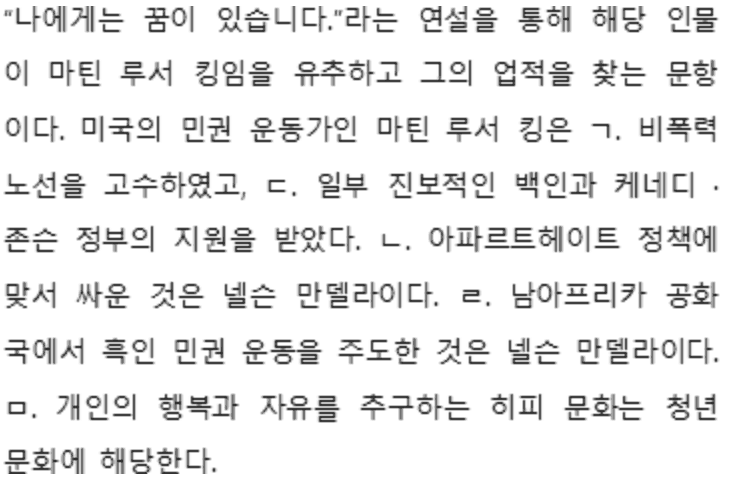 “나에게는 꿈이 있습니다.”라는 연설을 통해 해당 인물
이 마틴 루서 킹임을 유추하고 그의 업적을 찾는 문항
이다. 미국의 민권 운동가인 마틴 루서 킹은 ㄱ. 비폭력
노선을 고수하였고, ㄷ. 일부 진보적인 백인과 케네디 ·
존슨 정부의 지원을 받았다. ㄴ. 아파르트헤이트 정책에
맞서 싸운 것은 넬슨 만델라이다. ㄹ. 남아프리카 공화
국에서 흑인 민권 운동을 주도한 것은 넬슨 만델라이다.
ㅁ. 개인의 행복과 자유를 추구하는 히피 문화는 청년
문화에 해당한다.